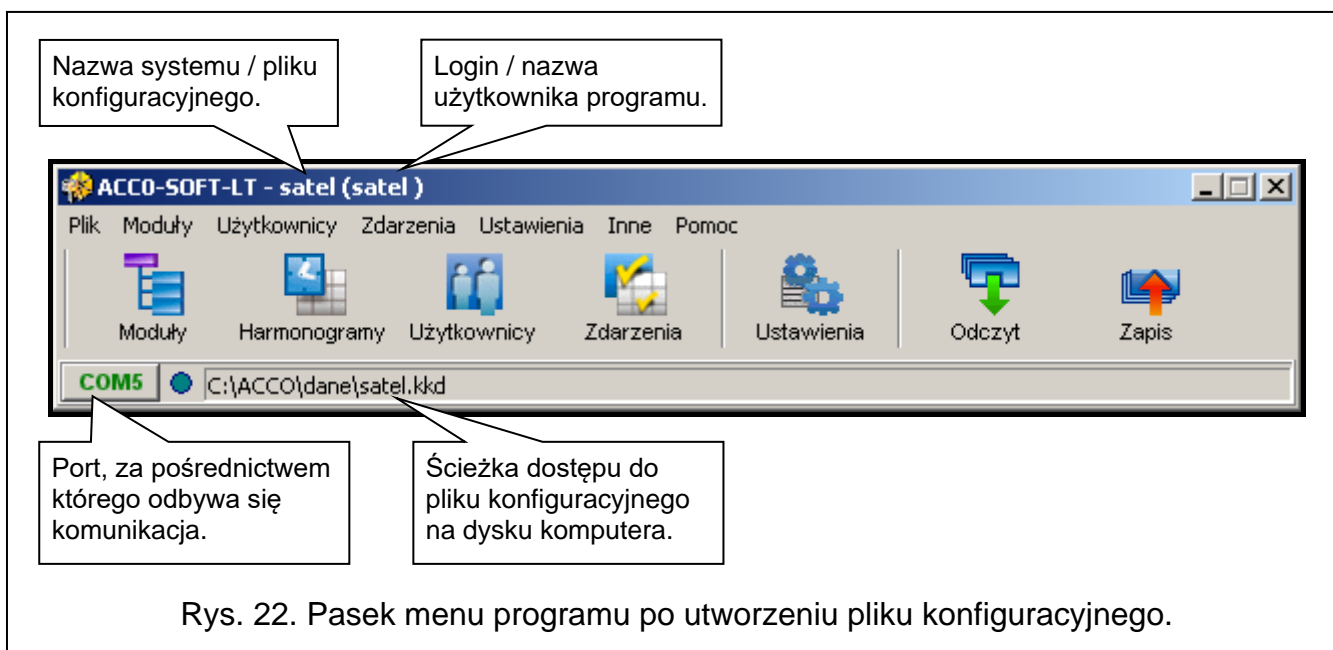 Nazwa systemu / pliku
konfiguracyjnego.
Login / nazwa
użytkownika programu.
ACCO-SOFT-LT - satel (satel )
Plik Moduły Użytkownicy Zdarzenia Ustawienia Inne Pomoc
Moduły Harmonogramy Użytkownicy Zdarzenia Ustawienia Odczyt Zapis
COM5 C:\ACCO\dane\satel.kkd
Port, za pośrednictwem
którego odbywa się
komunikacja.
Ścieżka dostępu do
pliku konfiguracyjnego
na dysku komputera.
Rys. 22. Pasek menu programu po utworzeniu pliku konfiguracyjnego.